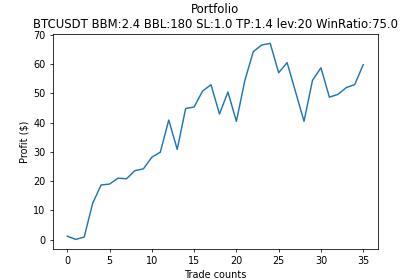 Portfolio
BTCUSDT BBM:2.4 BBL:180 SL:1.0 TP:1.4 lev:20 WinRatio:75.0
70
60
50
40
30
20
10
0
Profit ($)
0 5 10 15 20 25 30 35
Trade counts